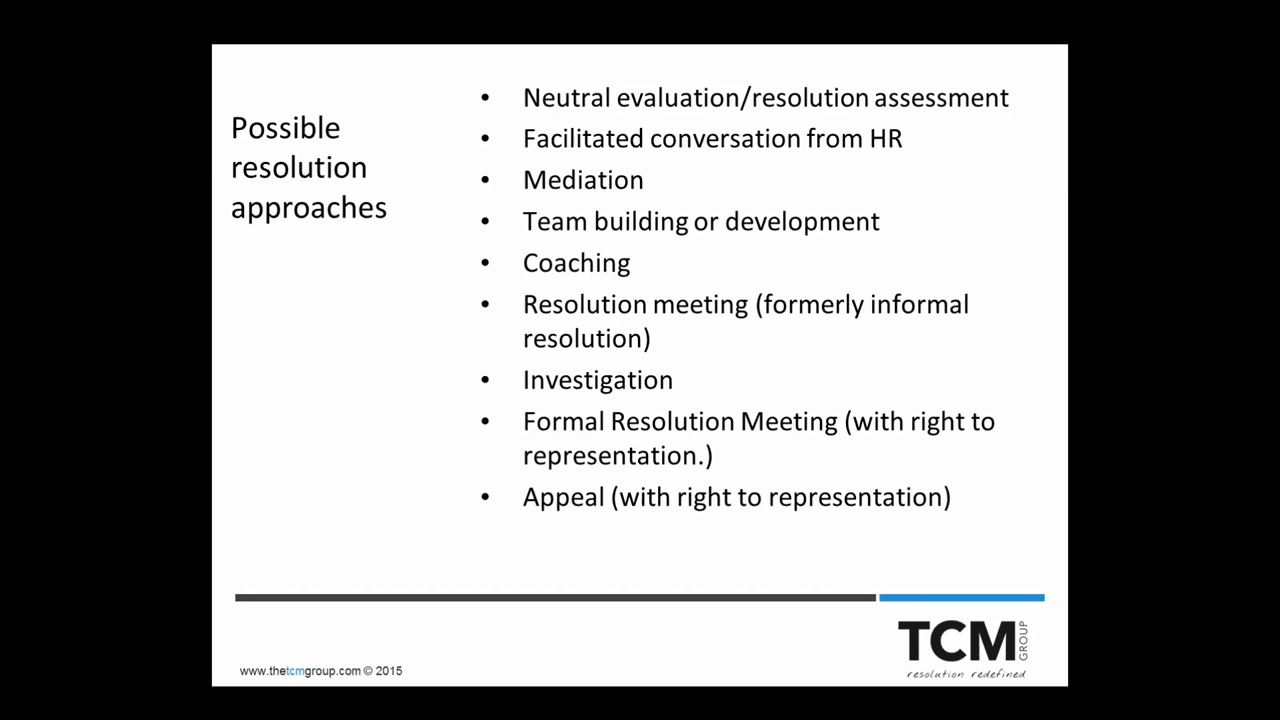 Possible
resolution
approaches
• Neutral evaluation/resolution assessment
• Facilitated conversation from HR
• Mediation
• Team building or development
• Coaching
• Resolution meeting (formerly informal
resolution)
• Investigation
• Formal Resolution Meeting (with right to
representation.)
• Appeal (with right to representation)
www.thetcmgroup.com © 2015
TCM GROUP
resolution redefined